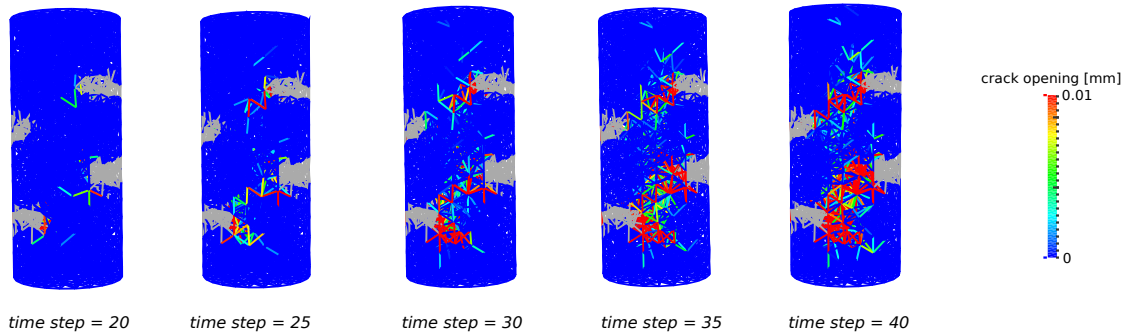 crack opening [mm]
0.01
0
time step = 20
time step = 25
time step = 30
time step = 35
time step = 40